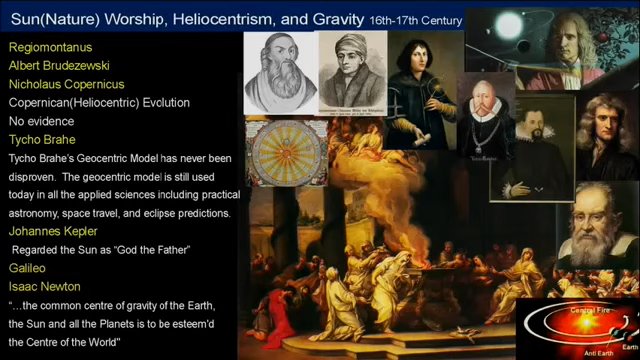 Sun(Nature) Worship, Heliocentrism, and Gravity 16th-17th Century
Regiomontanus
Albert Brudezewski
Nicholaus Copernicus
Copernican(Heliocentric) Evolution
No evidence
Tycho Brahe
Tycho Brahe's Geocentric Model has never been
disproven. The geocentric model is still used
today in all the applied sciences including practical
astronomy, space travel, and eclipse predictions.
Johannes Kepler
Regarded the Sun as "God the Father"
Galileo
Isaac Newton
"...the common centre of gravity of the Earth,
the Sun and all the Planets is to be esteem'd
the Centre of the World"
Central Fire
Earth
Anti Earth